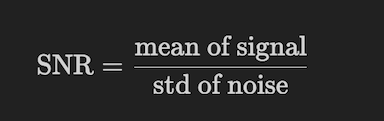 SNR = mean of signal / std of noise